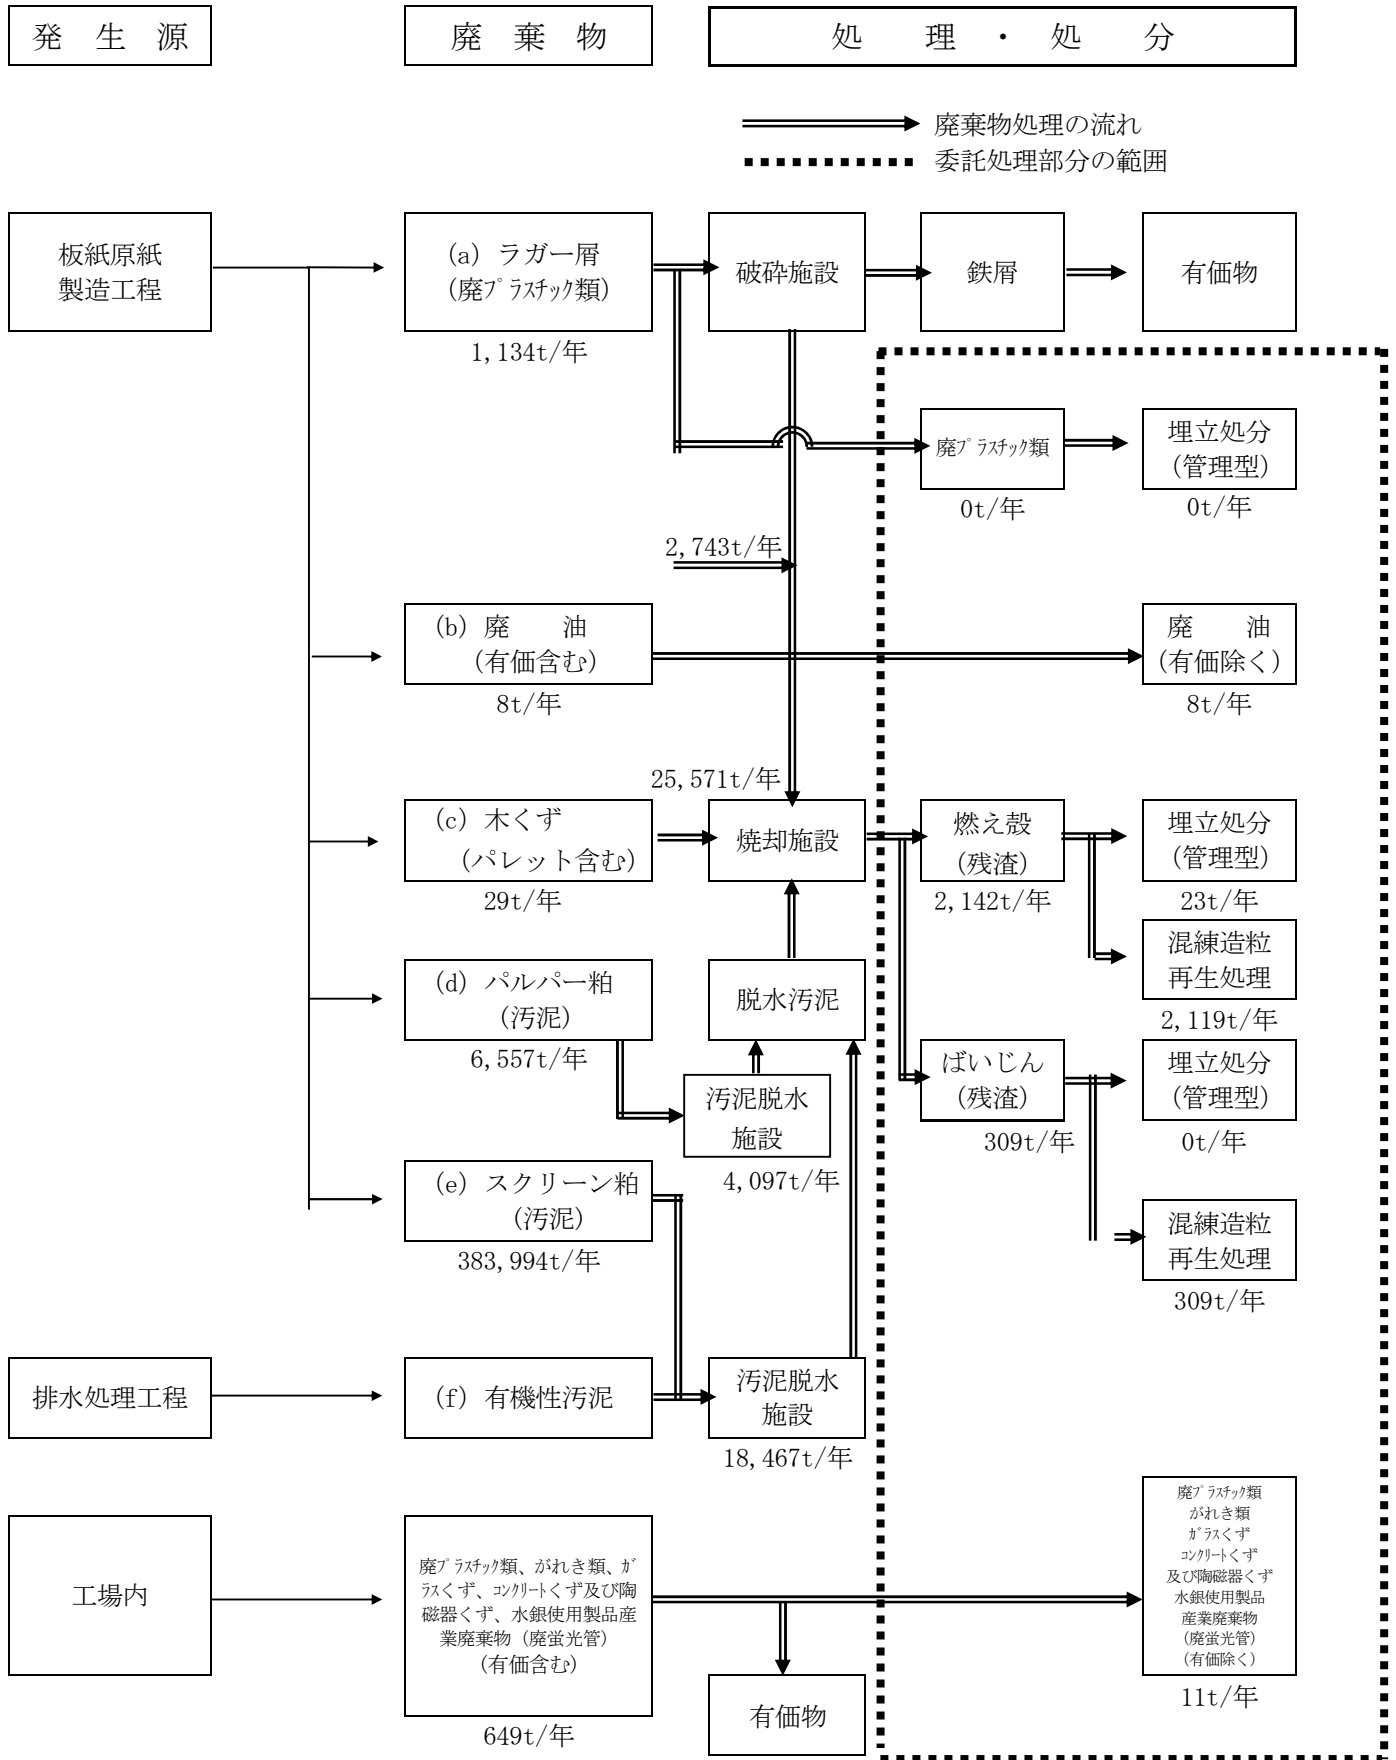 発生源
廃棄物
処理・処分
廃棄物処理の流れ
委託処理部分の範囲
板紙原紙
製造工程
(a) ラガー屑
(廃ﾌﾟﾗｽﾁｯｸ類)
1,134t/年
破砕施設
鉄屑
有価物
廃ﾌﾟﾗｽﾁｯｸ類
0t/年
埋立処分
(管理型)
0t/年
2,743t/年
(b) 廃油
(有価含む)
8t/年
廃油
(有価除く)
8t/年
25,571t/年
(c) 木くず
(パレット含む)
29t/年
焼却施設
燃え殻
(残渣)
2,142t/年
埋立処分
(管理型)
23t/年
混練造粒
再生処理
2,119t/年
(d) パルパー粕
(汚泥)
6,557t/年
脱水汚泥
汚泥脱水
施設
4,097t/年
ばいじん
(残渣)
309t/年
埋立処分
(管理型)
0t/年
(e) スクリーン粕
(汚泥)
383,994t/年
混練造粒
再生処理
309t/年
排水処理工程
(f) 有機性汚泥
汚泥脱水
施設
18,467t/年
工場内
廃ﾌﾟﾗｽﾁｯｸ類、がれき類、ｶﾞ
ﾗｽくず、ｺﾝｸﾘｰﾄくず及び陶
磁器くず、水銀使用製品産
業廃棄物（廃蛍光管）
(有価含む)
649t/年
有価物
廃ﾌﾟﾗｽﾁｯｸ類
がれき類
ｶﾞﾗｽくず
ｺﾝｸﾘｰﾄくず
及び陶磁器くず
水銀使用製品
産業廃棄物
（廃蛍光管）
（有価除く）
11t/年